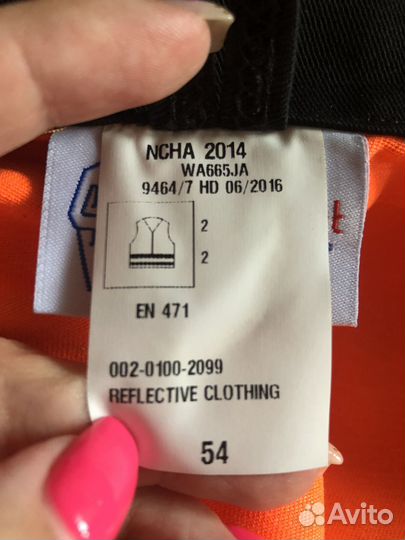 NCHA 2014
WA665JA
9464/7 HD 06/2016
2
2
EN 471
002-0100-2099
REFLECTIVE CLOTHING
54
Avito